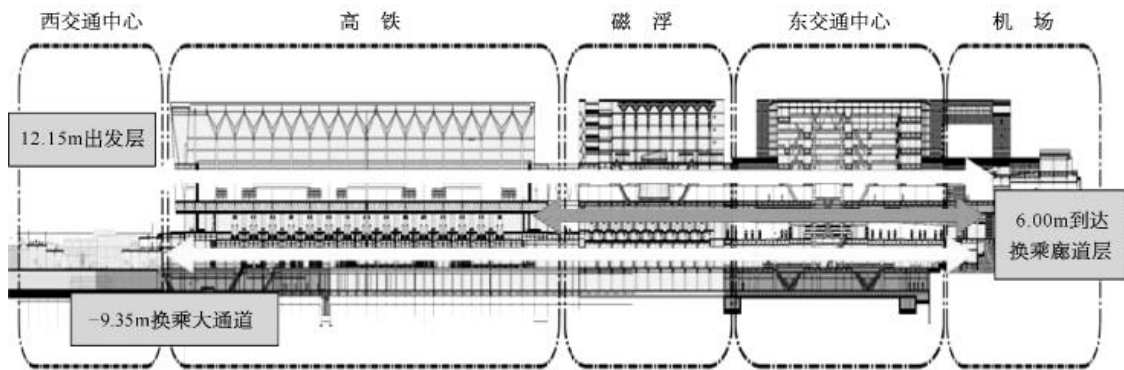 西交通中心
高 铁
磁 浮
东交通中心
机 场
12.15m出发层
6.00m到达
换乘廊道层
-9.35m换乘大通道